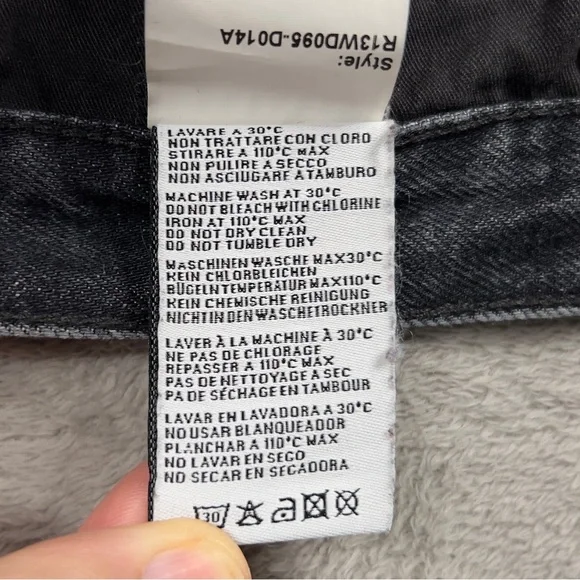 Style:
R13WD095-D014A
LAVARE A 30°C
NON TRATTARE CON CLORO
STIRARE A 110°C MAX
NON PULIRE A SECCO
NON ASCIUGARE A TAMBURO
MACHINE WASH AT 30°C
DO NOT BLEACH WITH CHLORINE
IRON AT 110°C MAX
DO NOT DRY CLEAN
DO NOT TUMBLE DRY
MASCHINEN WASCHE MAX30°C
KEIN CHLORBLEICHEN
BÜGELNTEMPERATUR MAX110°C
KEIN CHEMISCHE REINIGUNG
NICHT IN DEN WASCHETROCKNER
LAVER À LA MACHINE À 30°C
NE PAS DE CHLORAGE
REPASSER A 110°C MAX
PAS DE NETTOYAGE A SEC
PAS DE SÉCHAGE EN TAMBOUR
LAVAR EN LAVADORA A 30°C
NO USAR BLANQUEADOR
PLANCHAR A 110°C MAX
NO LAVAR EN SECO
NO SECAR EN SECADORA
30